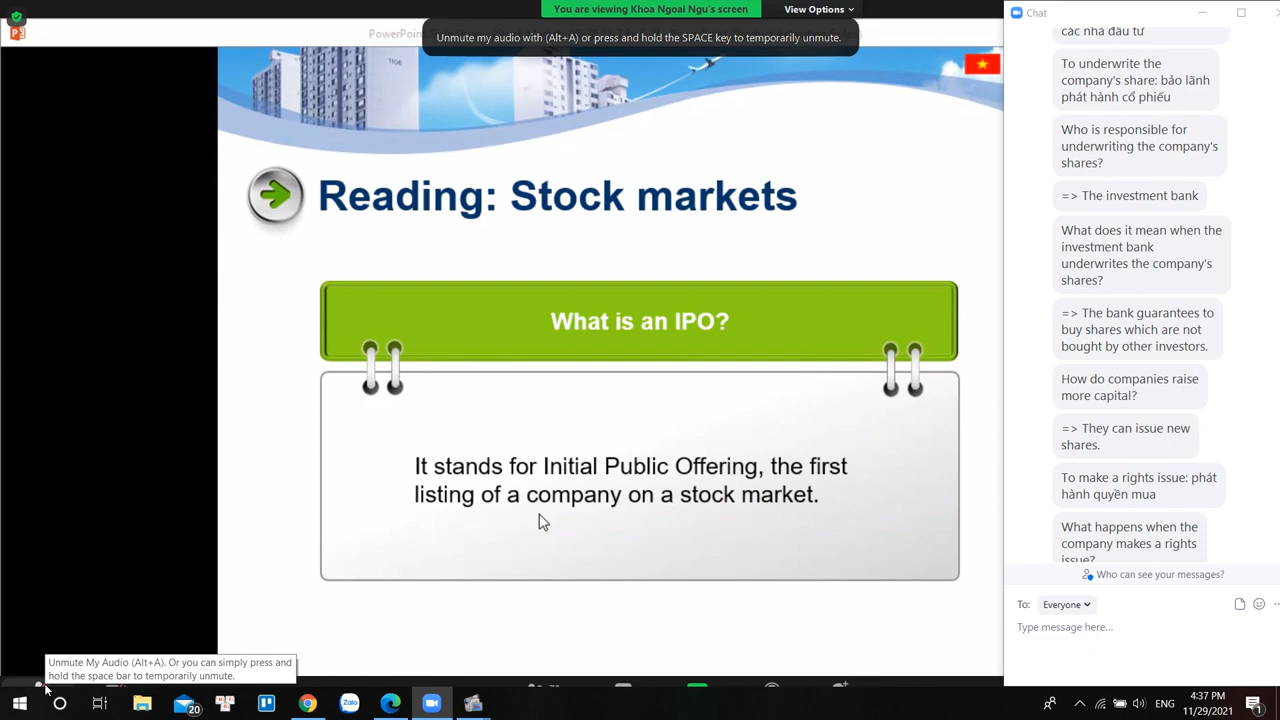 You are viewing Khoa Ngoai Ngu's screen
View Options
Chat
Unmute my audio with (Alt+A) or press and hold the SPACE key to temporarily unmute.
Reading: Stock markets
What is an IPO?
It stands for Initial Public Offering, the first
listing of a company on a stock market.
các nhà đầu tư
To underwrite the
company's share: bảo lãnh
phát hành cổ phiếu
Who is responsible for
underwriting the company's
shares?
=> The investment bank
What does it mean when the
investment bank
underwrites the company's
shares?
=> The bank guarantees to
buy shares which are not
bought by other investors.
How do companies raise
more capital?
=> They can issue new
shares.
To make a rights issue: phát
hành quyền mua
What happens when the
company makes a rights
issue?
Who can see your messages?
To:
Everyone
Type message here...
Unmute My Audio (Alt+A). Or you can simply press and
hold the space bar to temporarily unmute.
20
Zalo
ENG
4:37 PM
11/29/2021
1